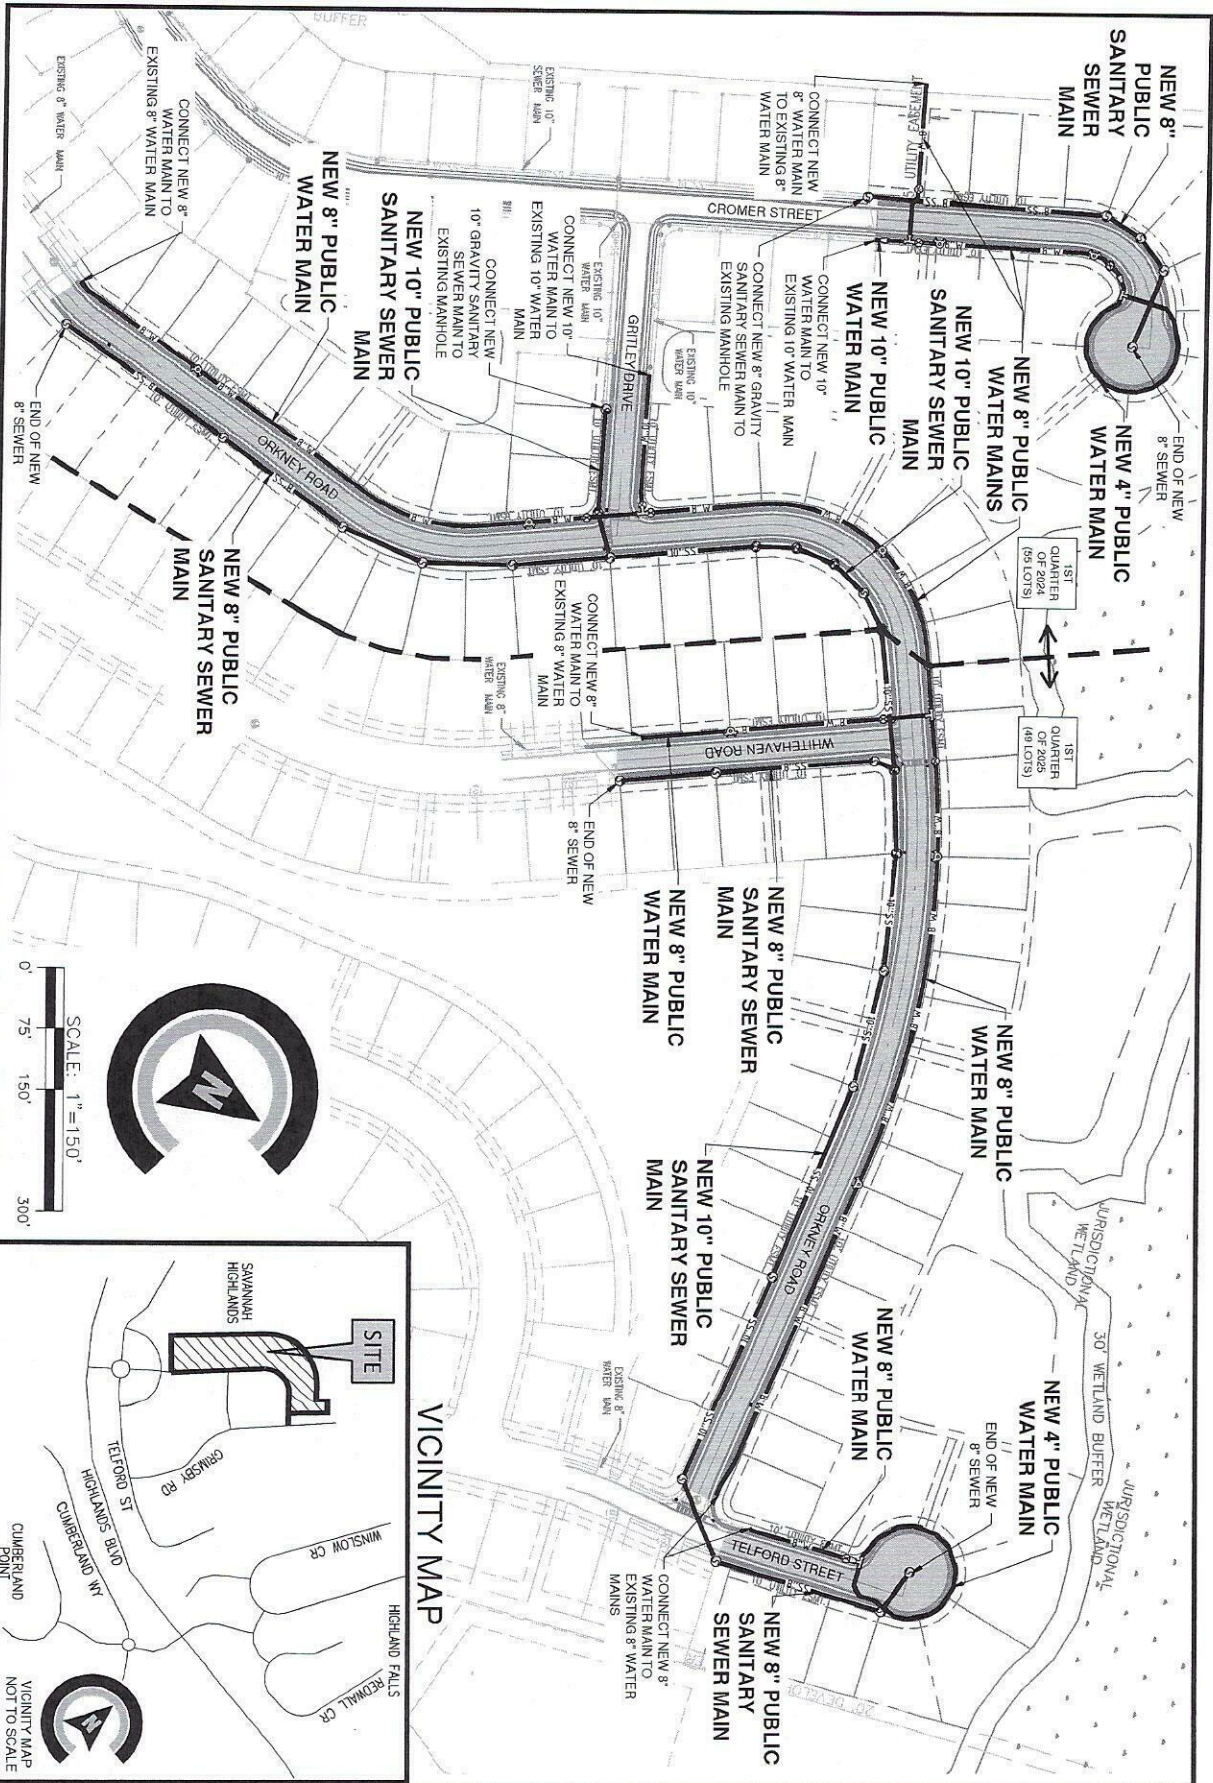 NEW 8"
PUBLIC
SANITARY
SEWER
MAIN
END OF NEW
8" SEWER
NEW 4" PUBLIC
WATER MAIN
1ST
QUARTER
OF 2024
(55 LOTS)
1ST
QUARTER
OF 2025
(49 LOTS)
NEW 8" PUBLIC
WATER MAINS
NEW 10" PUBLIC
SANITARY SEWER
MAIN
NEW 10" PUBLIC
WATER MAIN
CONNECT NEW 10"
WATER MAIN TO
EXISTING 10" WATER MAIN
CONNECT NEW 8" GRAVITY
SANITARY SEWER MAIN TO
EXISTING MANHOLE
CONNECT NEW
8" WATER MAIN
TO EXISTING 8"
WATER MAIN
UTILITY EASEMENT
CROMER STREET
BUFFER
EXISTING 10"
SEWER MAIN
EXISTING 10"
WATER MAIN
EXISTING 10"
WATER MAIN
GRITLEY DRIVE
CONNECT NEW 10"
WATER MAIN TO
EXISTING 10" WATER
MAIN
CONNECT NEW
10" GRAVITY SANITARY
SEWER MAIN TO
EXISTING MANHOLE
NEW 10" PUBLIC
SANITARY SEWER
MAIN
NEW 8" PUBLIC
WATER MAIN
CONNECT NEW 8"
WATER MAIN TO
EXISTING 8" WATER MAIN
EXISTING 8" WATER MAIN
END OF NEW
8" SEWER
ORKNEY ROAD
NEW 8" PUBLIC
SANITARY SEWER
MAIN
CONNECT NEW 8"
WATER MAIN TO
EXISTING 8" WATER
MAIN
EXISTING 8"
WATER MAIN
WHITEHAVEN ROAD
END OF NEW
8" SEWER
NEW 8" PUBLIC
SANITARY SEWER
MAIN
NEW 8" PUBLIC
WATER MAIN
NEW 8" PUBLIC
WATER MAIN
NEW 10" PUBLIC
SANITARY SEWER
MAIN
ORKNEY ROAD
JURISDICTIONAL
WETLAND
30' WETLAND BUFFER
JURISDICTIONAL
WETLAND
NEW 4" PUBLIC
WATER MAIN
END OF NEW
8" SEWER
NEW 8" PUBLIC
WATER MAIN
EXISTING 8"
WATER MAIN
TELFORD STREET
CONNECT NEW 8"
WATER MAIN TO
EXISTING 8" WATER
MAINS
NEW 8" PUBLIC
SANITARY
SEWER MAIN
N
SCALE: 1"=150'
0' 75' 150' 300'
VICINITY MAP
SITE
SAVANNAH
HIGHLANDS
GRIMSBY RD
TELFORD ST
HIGHLANDS BLVD
CUMBERLAND WY
CUMBERLAND
POINT
WINSLOW CR
HIGHLAND FALLS
REDWALL CR
N
VICINITY MAP
NOT TO SCALE